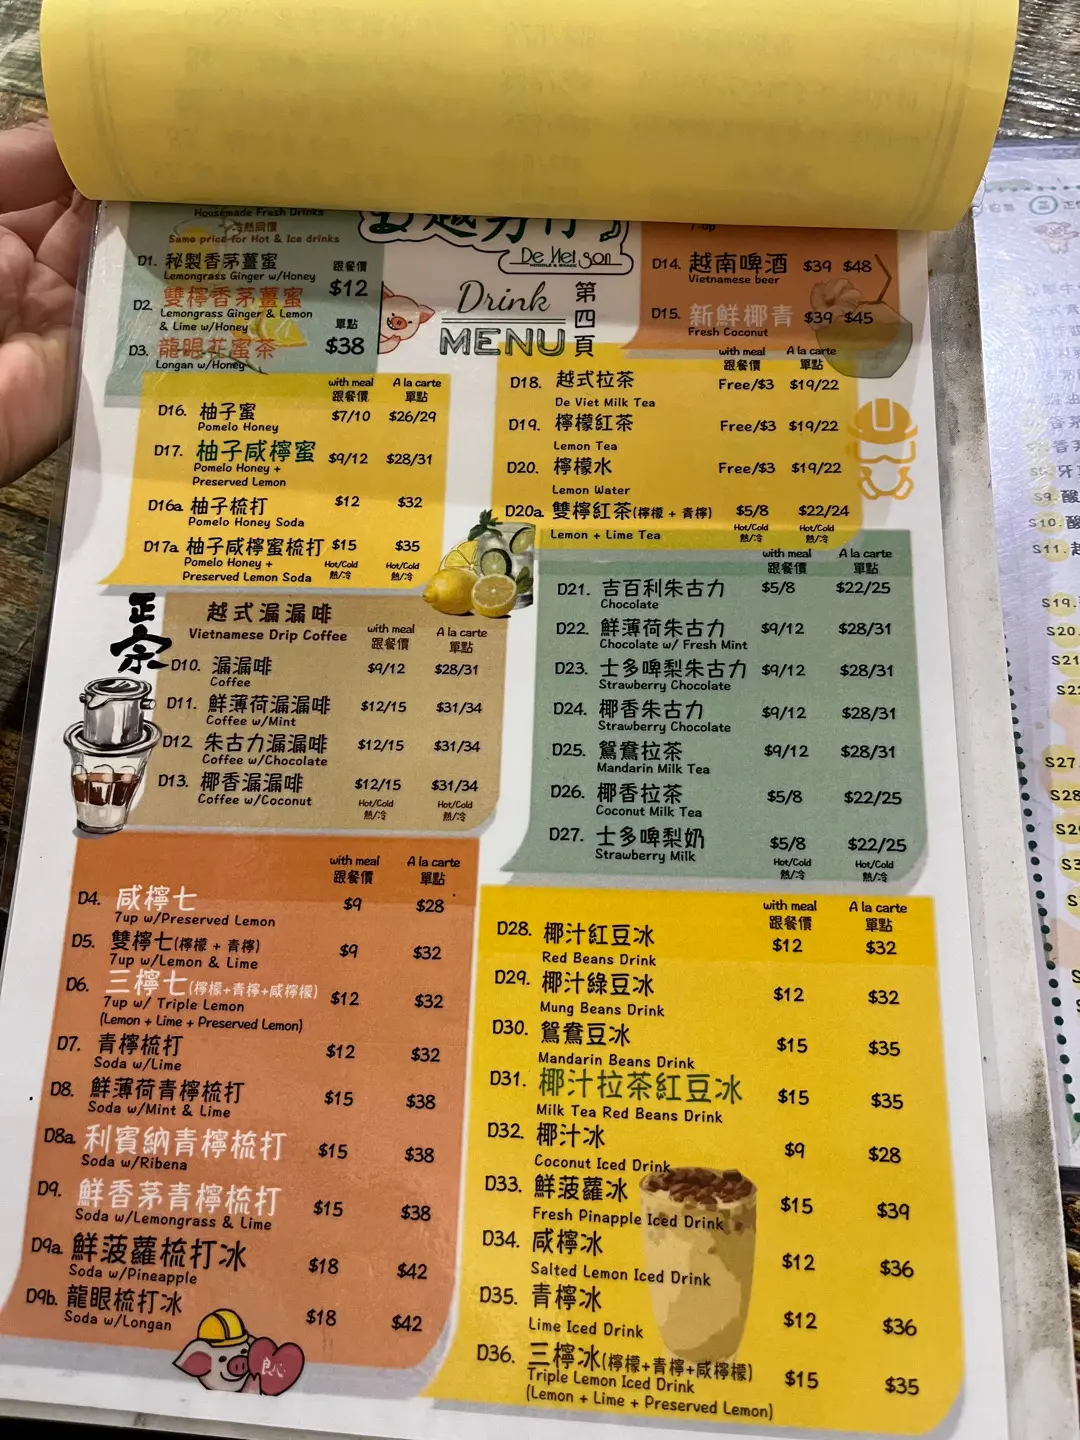 Housemade Fresh Drinks
冷熱同價
Same price for Hot & Ice drinks
D1. 秘製香茅薑蜜
Lemongrass Ginger w/Honey
跟餐價
$12
D2. 雙檸香茅薑蜜
Lemongrass Ginger & Lemon
& Lime w/Honey
單點
$38
D3. 龍眼花蜜茶
Longan w/Honey
De Viet Son
Drink
MENU
第四頁
7-up
D14. 越南啤酒 $39 $48
Vietnamese beer
D15. 新鮮椰青 $39 $45
Fresh Coconut
with meal A la carte
跟餐價 單點
D16. 柚子蜜 $7/10 $26/29
Pomelo Honey
D17. 柚子咸檸蜜 $9/12 $28/31
Pomelo Honey +
Preserved Lemon
D16a 柚子梳打 $12 $32
Pomelo Honey Soda
D17a 柚子咸檸蜜梳打 $15 $35
Pomelo Honey +
Preserved Lemon Soda
Hot/Cold Hot/Cold
熱/冷 熱/冷
with meal A la carte
跟餐價 單點
D18. 越式拉茶 Free/$3 $19/22
De Viet Milk Tea
D19. 檸檬紅茶 Free/$3 $19/22
Lemon Tea
D20. 檸檬水 Free/$3 $19/22
Lemon Water
D20a. 雙檸紅茶(檸檬 + 青檸) $5/8 $22/24
Lemon + Lime Tea
Hot/Cold Hot/Cold
熱/冷 熱/冷
正宗
越式漏漏啡
Vietnamese Drip Coffee
with meal A la carte
跟餐價 單點
D10. 漏漏啡 $9/12 $28/31
Coffee
D11. 鮮薄荷漏漏啡 $12/15 $31/34
Coffee w/Mint
D12. 朱古力漏漏啡 $12/15 $31/34
Coffee w/Chocolate
D13. 椰香漏漏啡 $12/15 $31/34
Coffee w/Coconut
Hot/Cold Hot/Cold
熱/冷 熱/冷
with meal A la carte
跟餐價 單點
D21. 吉百利朱古力 $5/8 $22/25
Chocolate
D22. 鮮薄荷朱古力 $9/12 $28/31
Chocolate w/ Fresh Mint
D23. 士多啤梨朱古力 $9/12 $28/31
Strawberry Chocolate
D24. 椰香朱古力 $9/12 $28/31
Strawberry Chocolate
D25. 鴛鴦拉茶 $9/12 $28/31
Mandarin Milk Tea
D26. 椰香拉茶 $5/8 $22/25
Coconut Milk Tea
D27. 士多啤梨奶 $5/8 $22/25
Strawberry Milk
Hot/Cold Hot/Cold
熱/冷 熱/冷
with meal A la carte
跟餐價 單點
D4. 咸檸七 $9 $28
7up w/Preserved Lemon
D5. 雙檸七(檸檬 + 青檸) $9 $32
7up w/Lemon & Lime
D6. 三檸七(檸檬+青檸+咸檸檬) $12 $32
7up w/ Triple Lemon
(Lemon + Lime + Preserved Lemon)
D7. 青檸梳打 $12 $32
Soda w/Lime
D8. 鮮薄荷青檸梳打 $15 $38
Soda w/Mint & Lime
D8a. 利賓納青檸梳打 $15 $38
Soda w/Ribena
D9. 鮮香茅青檸梳打 $15 $38
Soda w/Lemongrass & Lime
D9a. 鮮菠蘿梳打冰 $18 $42
Soda w/Pineapple
D9b. 龍眼梳打冰 $18 $42
Soda w/Longan
良心
with meal A la carte
跟餐價 單點
D28. 椰汁紅豆冰 $12 $32
Red Beans Drink
D29. 椰汁綠豆冰 $12 $32
Mung Beans Drink
D30. 鴛鴦豆冰 $15 $35
Mandarin Beans Drink
D31. 椰汁拉茶紅豆冰 $15 $35
Milk Tea Red Beans Drink
D32. 椰汁冰 $9 $28
Coconut Iced Drink
D33. 鮮菠蘿冰 $15 $39
Fresh Pinapple Iced Drink
D34. 咸檸冰 $12 $36
Salted Lemon Iced Drink
D35. 青檸冰 $12 $36
Lime Iced Drink
D36. 三檸冰(檸檬+青檸+咸檸檬) $15 $35
Triple Lemon Iced Drink
(Lemon + Lime + Preserved Lemon)
S9. 酸
S10. 酸
S11. 越
S19.
S20.
S21
S22
S27.
S28